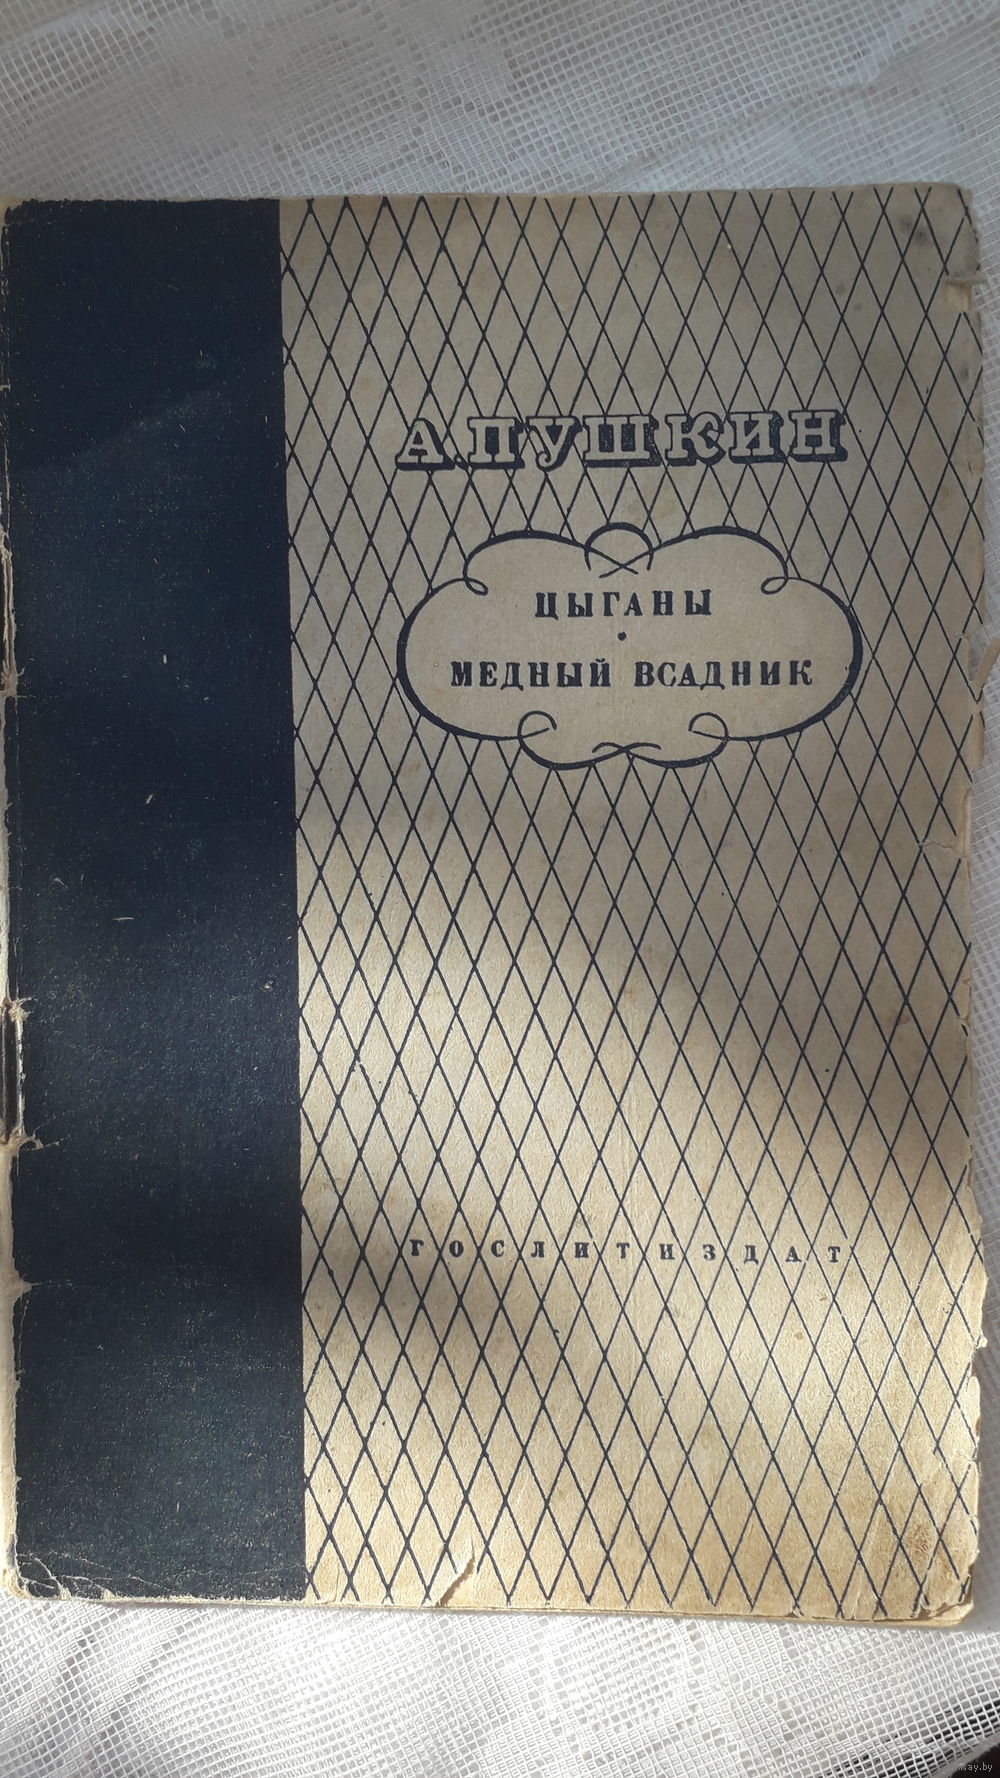 А. ПУШКИН
ЦЫГАНЫ
•
МЕДНЫЙ ВСАДНИК
ГОСЛИТИЗДАТ